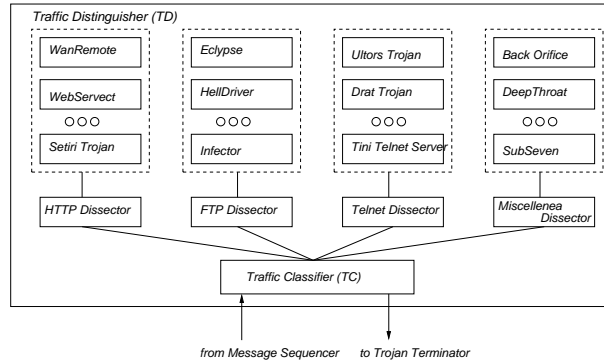 Traffic Distinguisher (TD)
WanRemote
WebServect
Setiri Trojan
Eclypse
HellDriver
Infector
Ultors Trojan
Drat Trojan
Tini Telnet Server
Back Orifice
DeepThroat
SubSeven
HTTP Dissector
FTP Dissector
Telnet Dissector
Miscellenea
Dissector
Traffic Classifier (TC)
from Message Sequencer
to Trojan Terminator